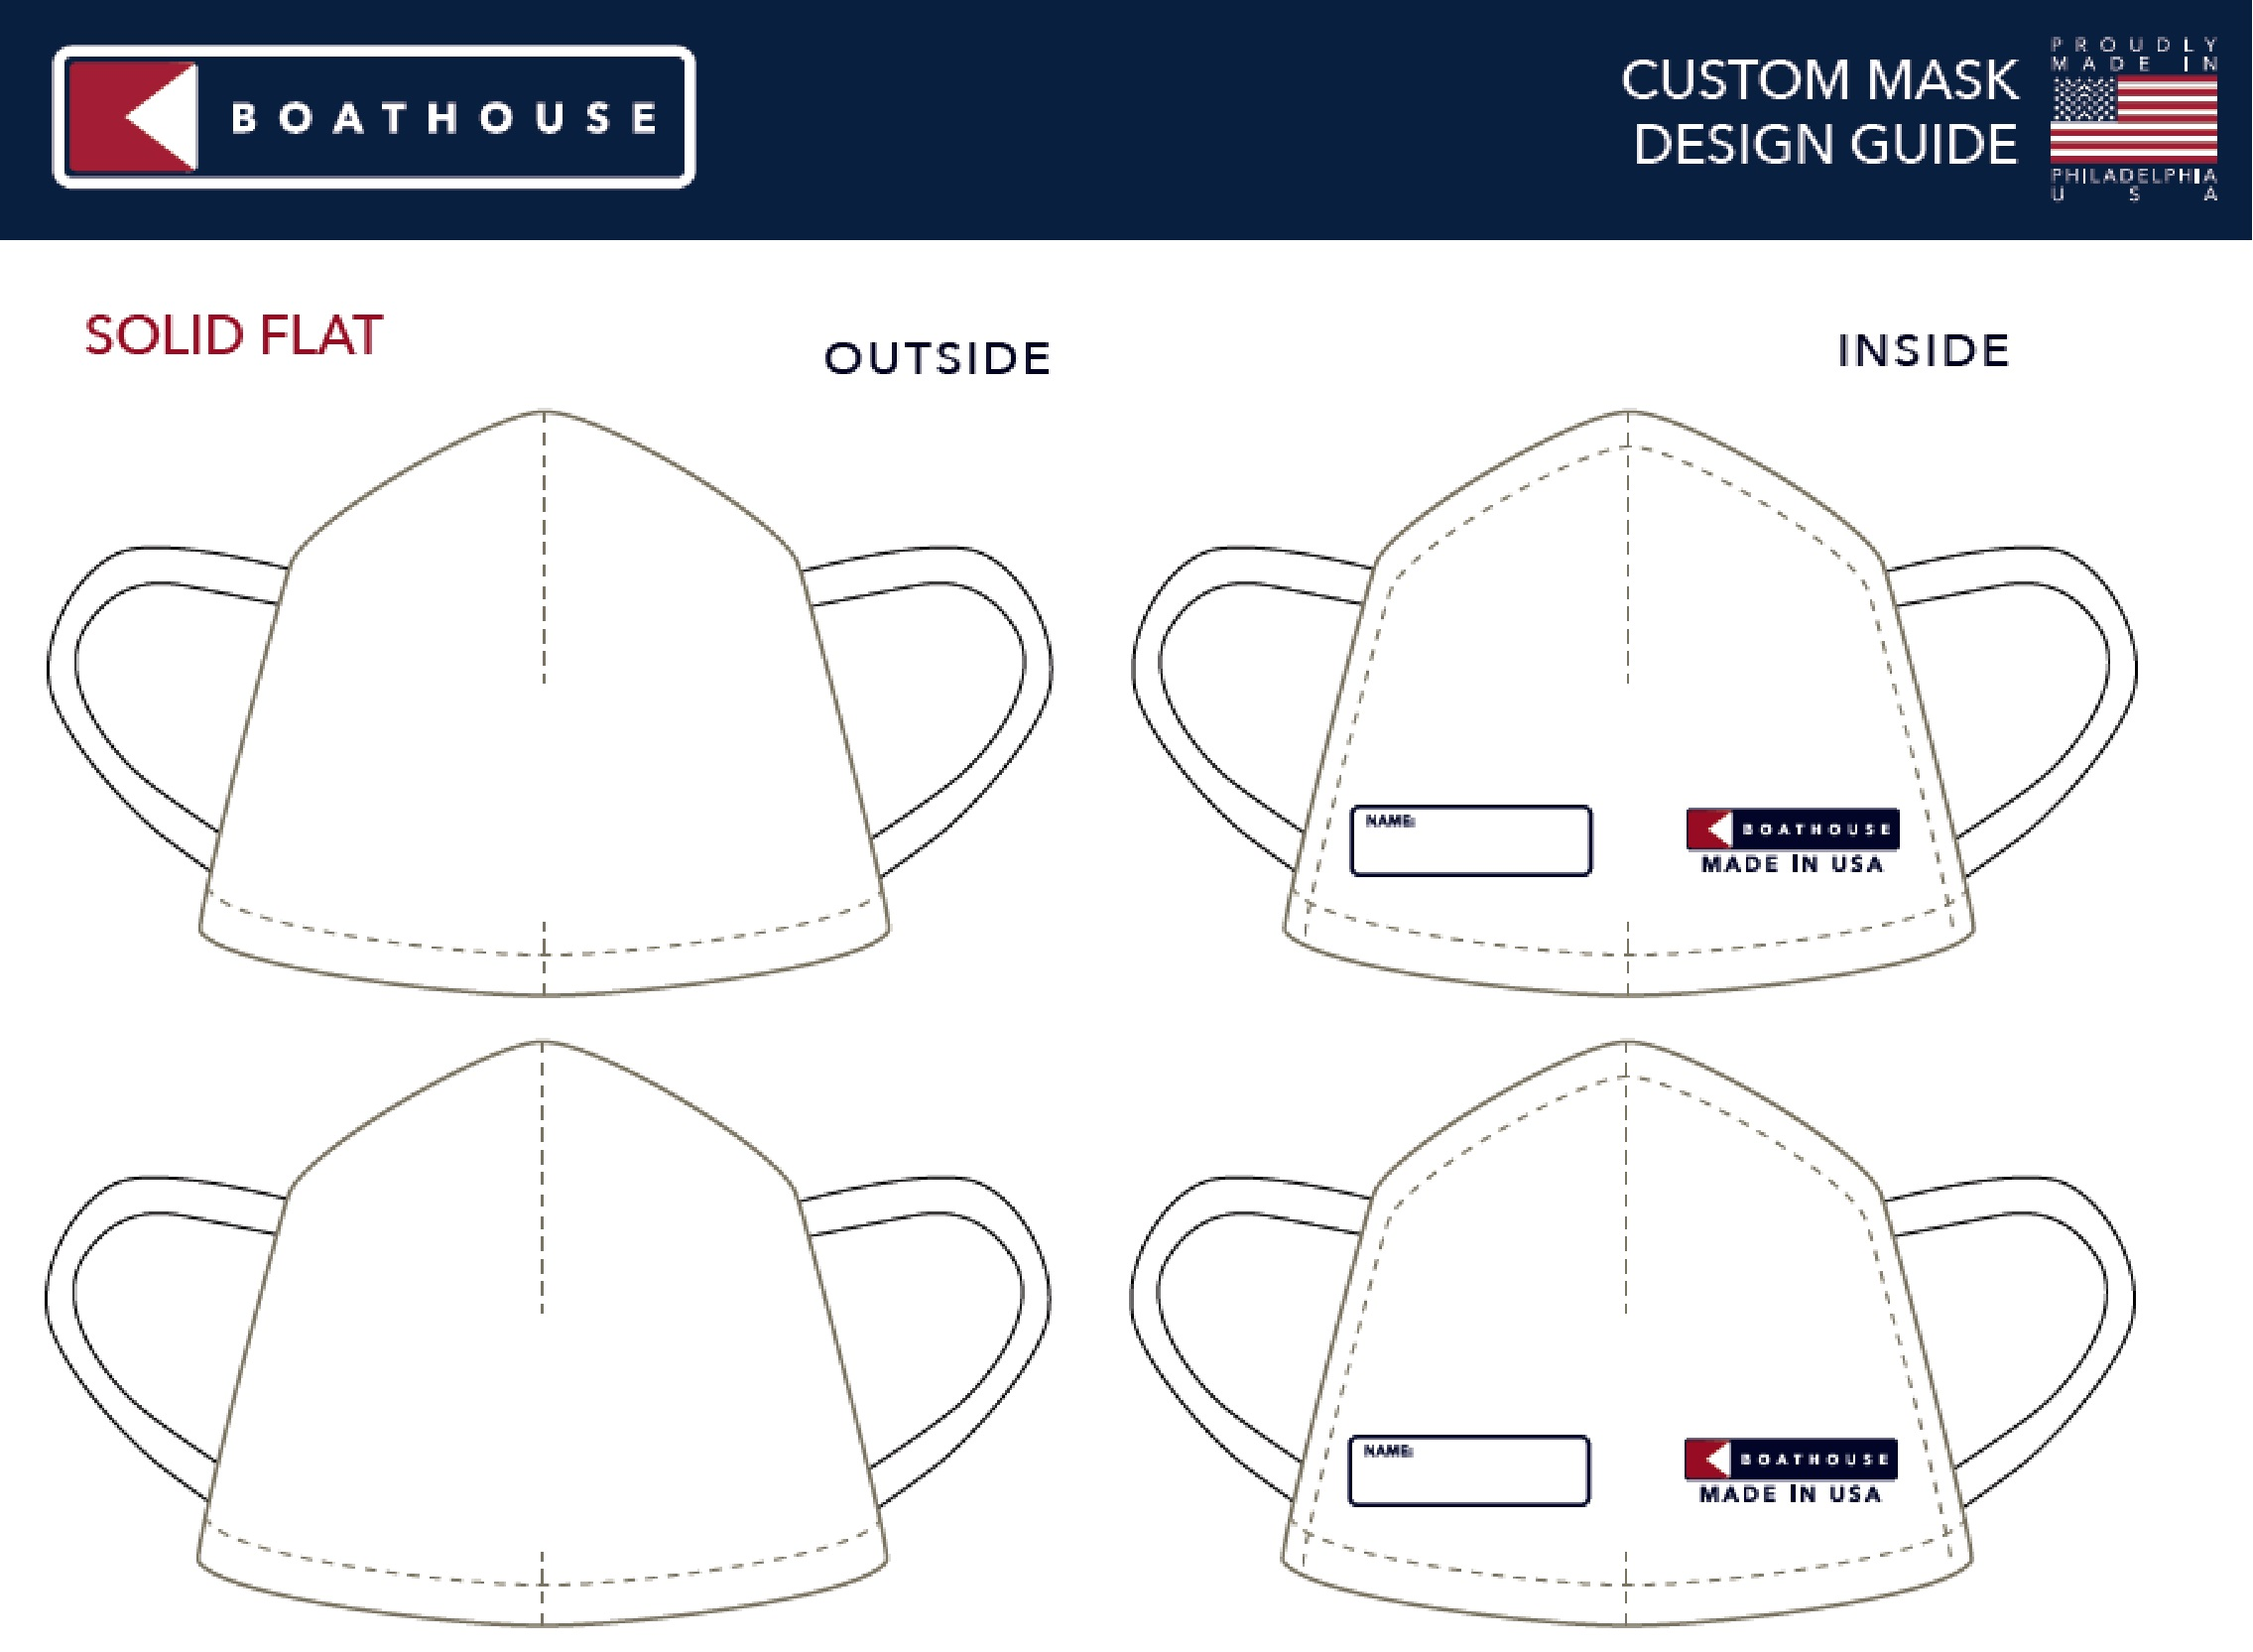 BOATHOUSE
CUSTOM MASK
DESIGN GUIDE
PROUDLY
MADE IN
PHILADELPHIA
USA
SOLID FLAT
OUTSIDE
INSIDE
NAME:
BOATHOUSE
MADE IN USA
NAME:
BOATHOUSE
MADE IN USA